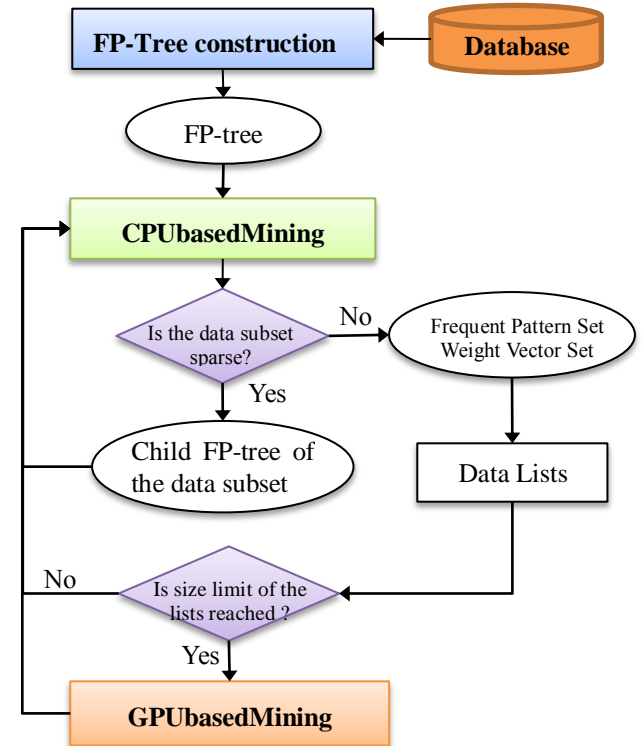 FP-Tree construction
Database
FP-tree
CPUbasedMining
Is the data subset
sparse?
No
Frequent Pattern Set
Weight Vector Set
Yes
Child FP-tree of
the data subset
Data Lists
No
Is size limit of the
lists reached ?
Yes
GPUbasedMining